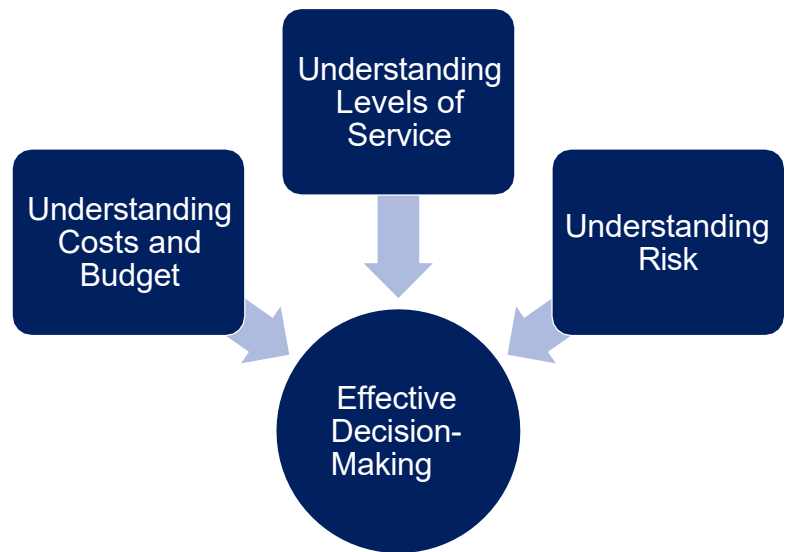 Understanding
Levels of
Service
Understanding
Costs and
Budget
Understanding
Risk
Effective
Decision-
Making